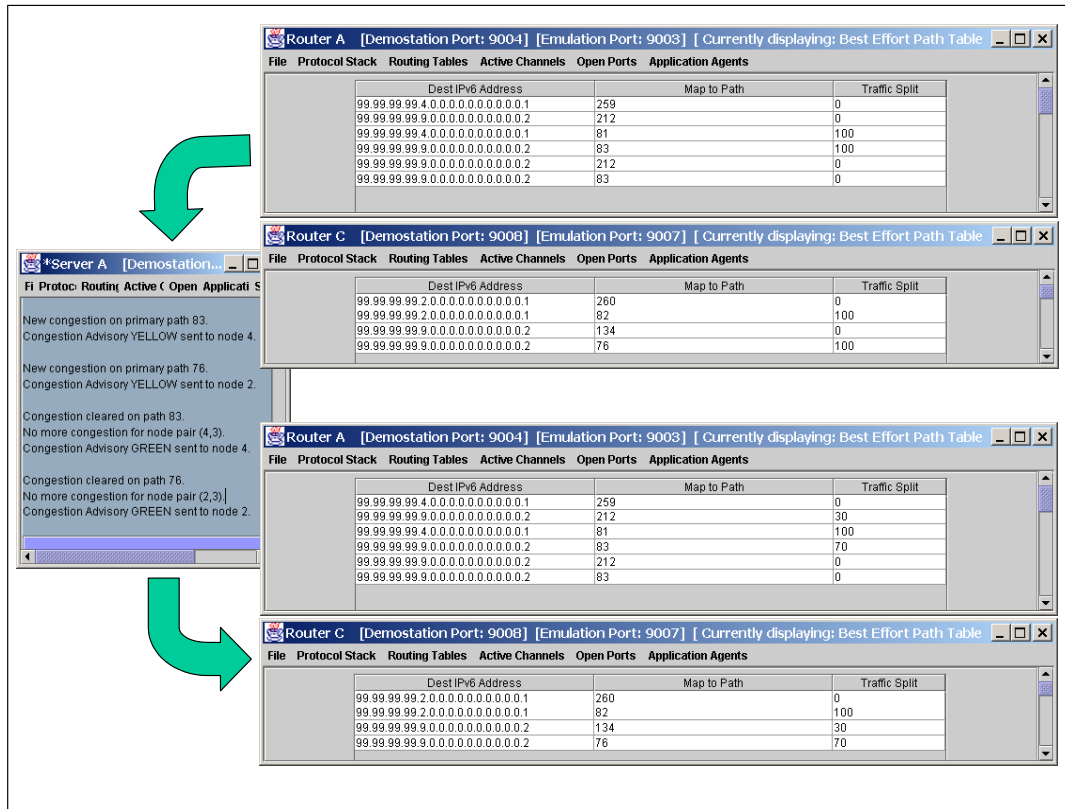 Router A [Demostation Port: 9004] [Emulation Port: 9003] [ Currently displaying: Best Effort Path Table
File Protocol Stack Routing Tables Active Channels Open Ports Application Agents
Dest IPv6 Address Map to Path Traffic Split
99.99.99.99.4.0.0.0.0.0.0.0.0.0.0.1 259 0
99.99.99.99.9.0.0.0.0.0.0.0.0.0.0.2 212 0
99.99.99.99.4.0.0.0.0.0.0.0.0.0.0.1 81 100
99.99.99.99.9.0.0.0.0.0.0.0.0.0.0.2 83 100
99.99.99.99.9.0.0.0.0.0.0.0.0.0.0.2 212 0
99.99.99.99.9.0.0.0.0.0.0.0.0.0.0.2 83 0
Router C [Demostation Port: 9008] [Emulation Port: 9007] [ Currently displaying: Best Effort Path Table
File Protocol Stack Routing Tables Active Channels Open Ports Application Agents
Dest IPv6 Address Map to Path Traffic Split
99.99.99.99.2.0.0.0.0.0.0.0.0.0.0.1 260 0
99.99.99.99.2.0.0.0.0.0.0.0.0.0.0.1 82 100
99.99.99.99.9.0.0.0.0.0.0.0.0.0.0.2 134 0
99.99.99.99.9.0.0.0.0.0.0.0.0.0.0.2 76 100
*Server A [Demostation...
Fi Protoc Routing Active ( Open Applicati S
New congestion on primary path 83.
Congestion Advisory YELLOW sent to node 4.
New congestion on primary path 76.
Congestion Advisory YELLOW sent to node 2.
Congestion cleared on path 83.
No more congestion for node pair (4,3).
Congestion Advisory GREEN sent to node 4.
Congestion cleared on path 76.
No more congestion for node pair (2,3).
Congestion Advisory GREEN sent to node 2.
Router A [Demostation Port: 9004] [Emulation Port: 9003] [ Currently displaying: Best Effort Path Table
File Protocol Stack Routing Tables Active Channels Open Ports Application Agents
Dest IPv6 Address Map to Path Traffic Split
99.99.99.99.4.0.0.0.0.0.0.0.0.0.0.1 259 0
99.99.99.99.9.0.0.0.0.0.0.0.0.0.0.2 212 30
99.99.99.99.4.0.0.0.0.0.0.0.0.0.0.1 81 100
99.99.99.99.9.0.0.0.0.0.0.0.0.0.0.2 83 70
99.99.99.99.9.0.0.0.0.0.0.0.0.0.0.2 212 0
99.99.99.99.9.0.0.0.0.0.0.0.0.0.0.2 83 0
Router C [Demostation Port: 9008] [Emulation Port: 9007] [ Currently displaying: Best Effort Path Table
File Protocol Stack Routing Tables Active Channels Open Ports Application Agents
Dest IPv6 Address Map to Path Traffic Split
99.99.99.99.2.0.0.0.0.0.0.0.0.0.0.1 260 0
99.99.99.99.2.0.0.0.0.0.0.0.0.0.0.1 82 100
99.99.99.99.9.0.0.0.0.0.0.0.0.0.0.2 134 30
99.99.99.99.9.0.0.0.0.0.0.0.0.0.0.2 76 70